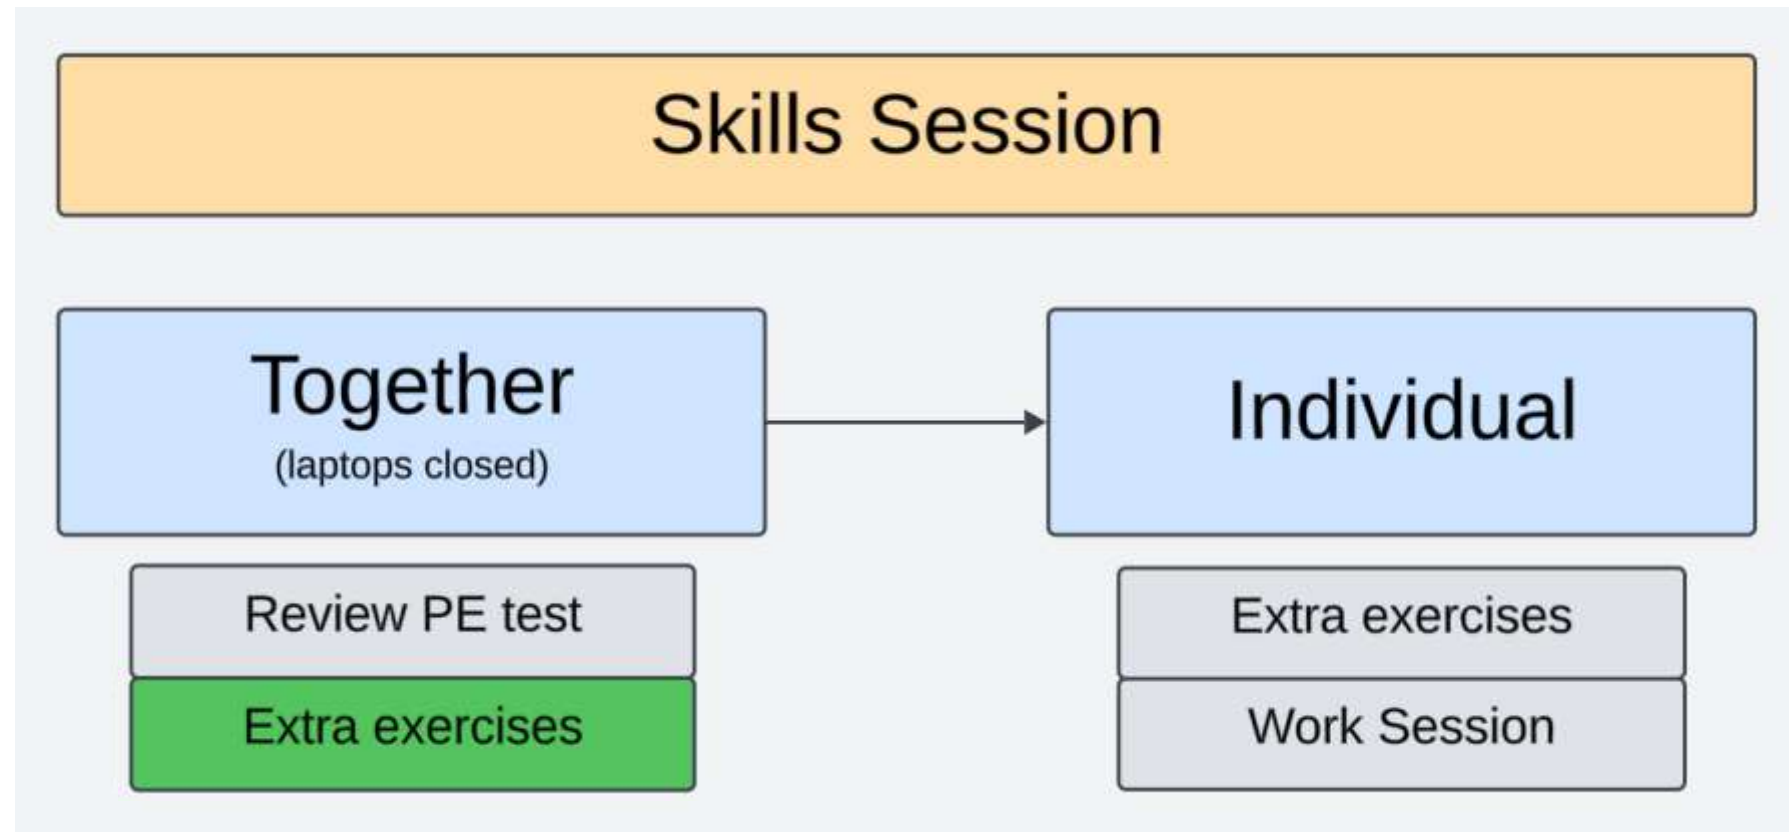 Skills Session
Together
(laptops closed)
Review PE test
Extra exercises
Individual
Extra exercises
Work Session